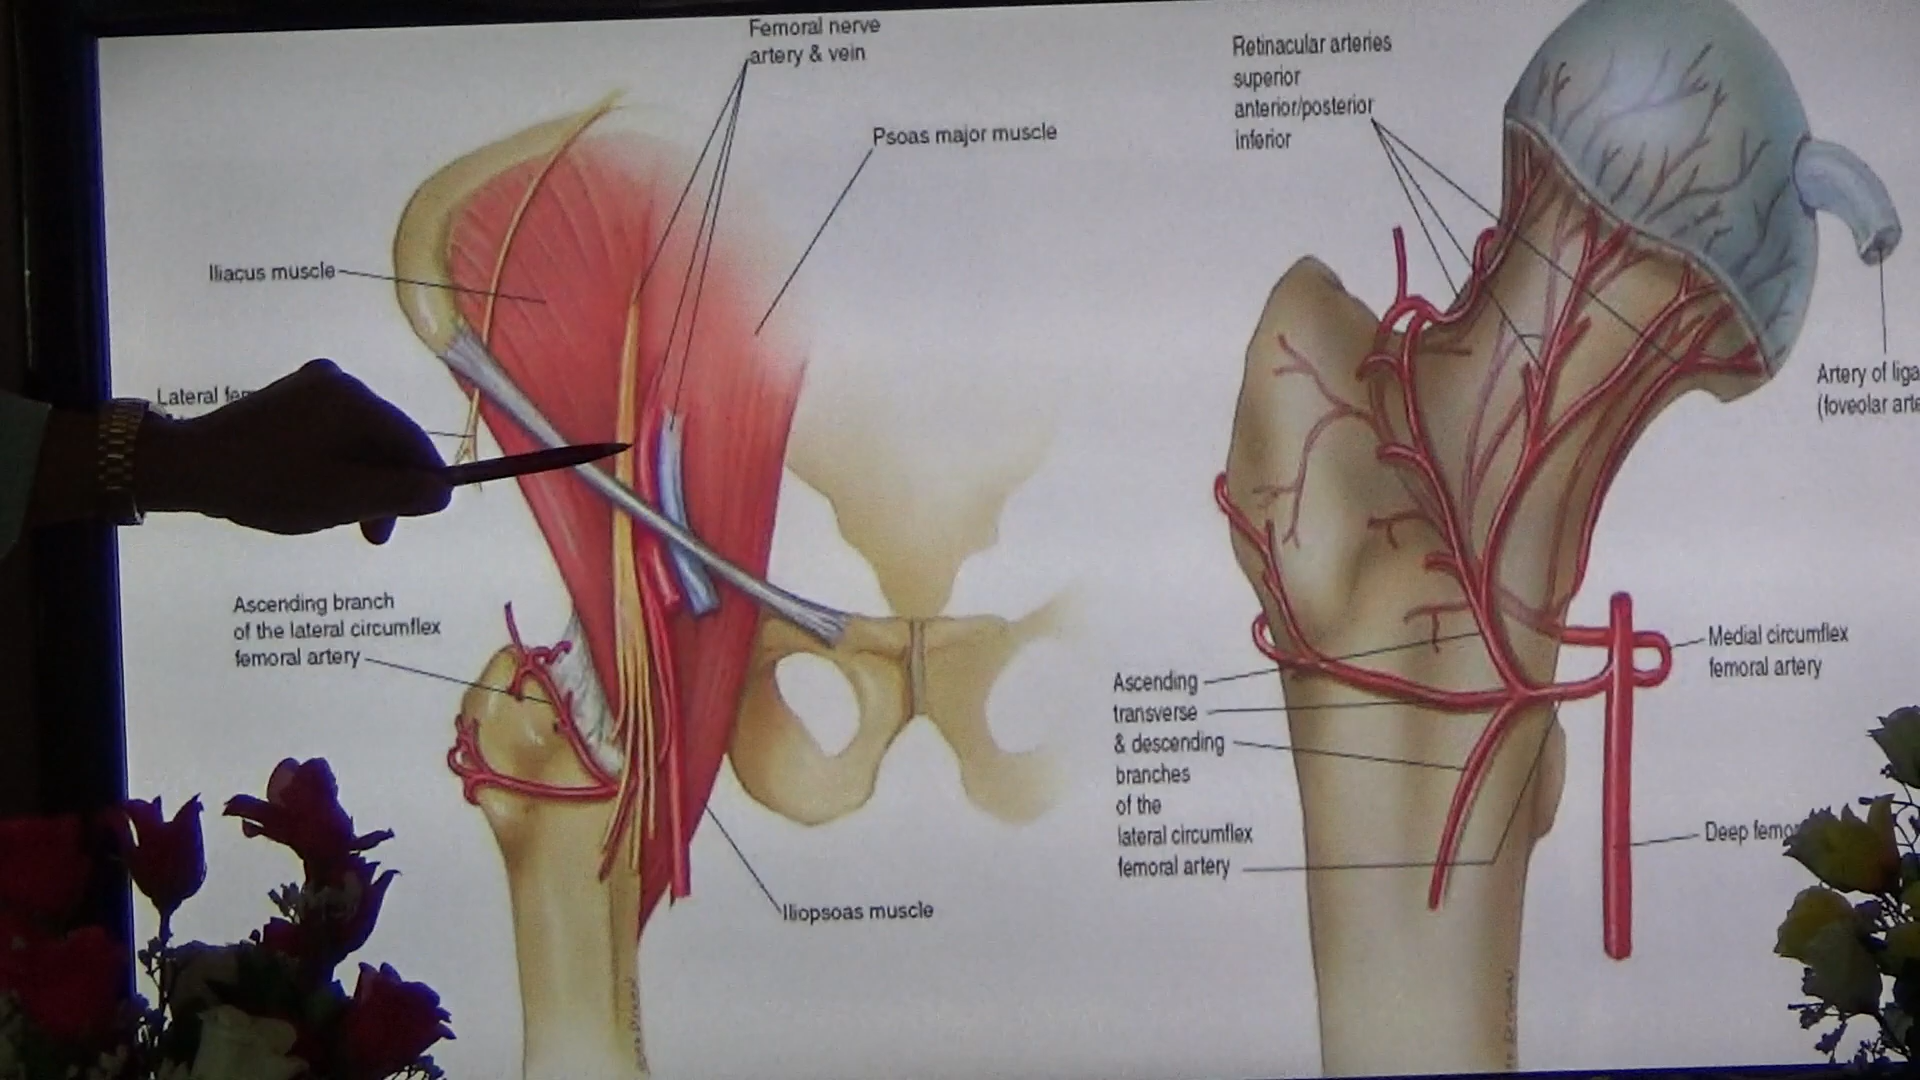 Femoral nerve
artery & vein
Psoas major muscle
Iliacus muscle
Lateral
Ascending branch
of the lateral circumflex
femoral artery
Iliopsoas muscle
Retinacular arteries
superior
anterior/posterior
inferior
Artery of
Medial circumflex
femoral artery
Ascending
transverse
& descending
branches
of the
lateral circumflex
femoral artery
Deep